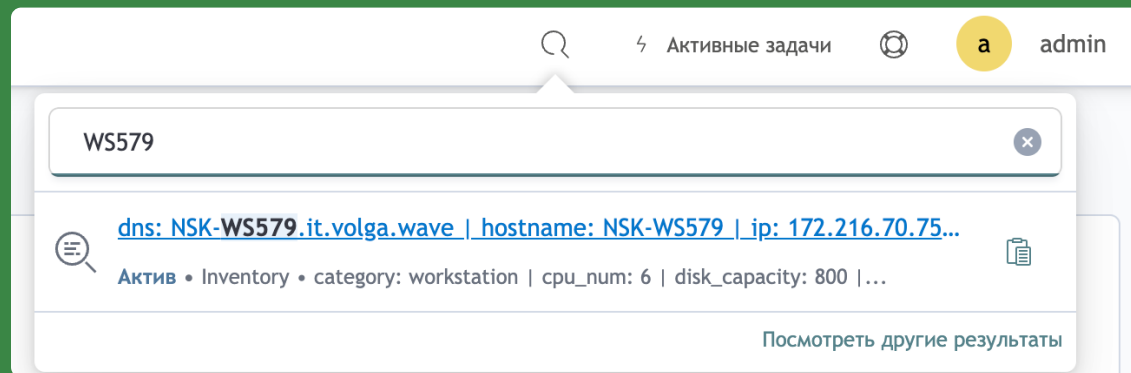 Активные задачи a admin
WS579
dns: NSK-WS579.it.volga.wave | hostname: NSK-WS579 | ip: 172.216.70.75...
Актив • Inventory • category: workstation | cpu_num: 6 | disk_capacity: 800 |...
Посмотреть другие результаты